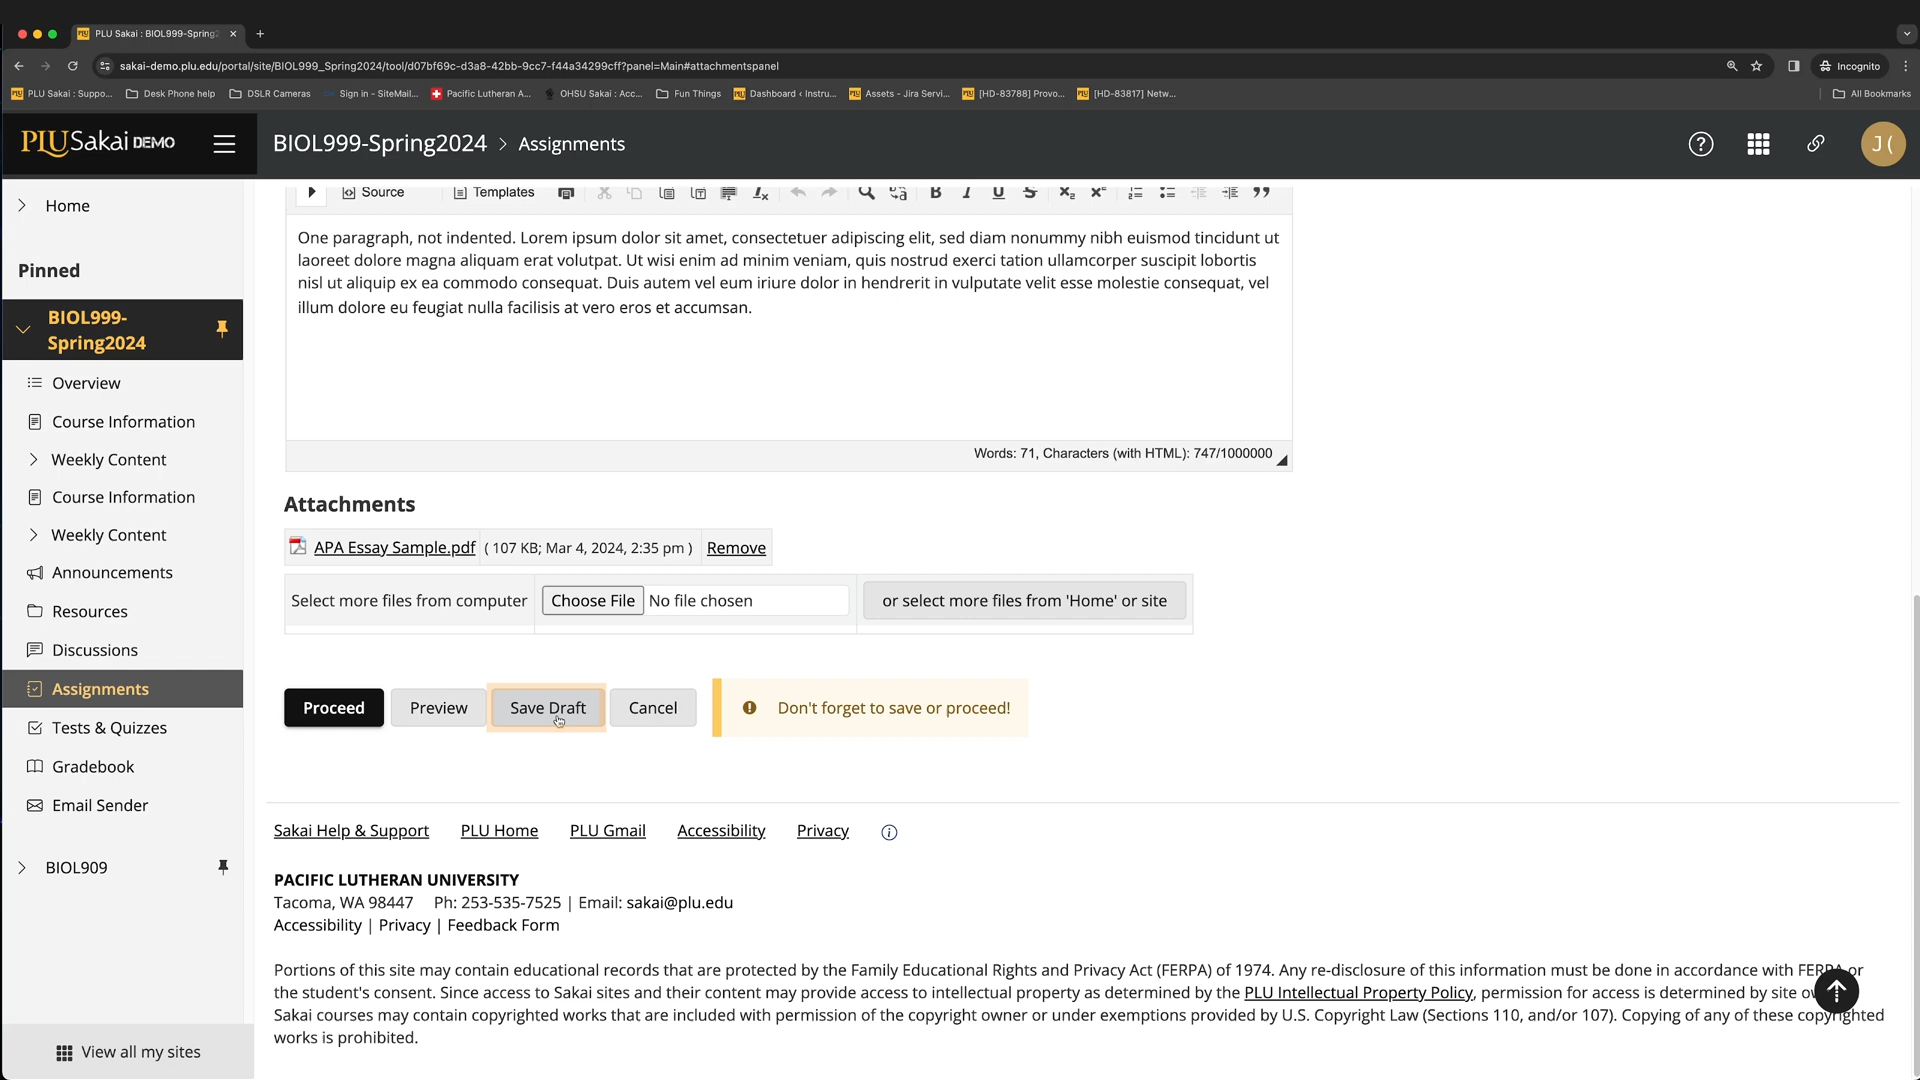 PLU Sakai : BIOL999-Spring2
sakai-demo.plu.edu/portal/site/BIOL999_Spring2024/tool/d07bf69c-d3a8-42bb-9cc7-f44a34299cff?panel=Main#attachmentspanel
Incognito
PLU Sakai : Suppo...
Desk Phone help
DSLR Cameras
Sign in - SiteMail...
Pacific Lutheran A...
OHSU Sakai : Acc...
Fun Things
Dashboard ‹ Instru...
Assets - Jira Servi...
[HD-83788] Provo...
[HD-83817] Netw...
All Bookmarks
PLU Sakai DEMO
BIOL999-Spring2024 > Assignments
J (
Home
Pinned
BIOL999-
Spring2024
Overview
Course Information
Weekly Content
Course Information
Weekly Content
Announcements
Resources
Discussions
Assignments
Tests & Quizzes
Gradebook
Email Sender
BIOL909
View all my sites
Source
Templates
One paragraph, not indented. Lorem ipsum dolor sit amet, consectetuer adipiscing elit, sed diam nonummy nibh euismod tincidunt ut
laoreet dolore magna aliquam erat volutpat. Ut wisi enim ad minim veniam, quis nostrud exerci tation ullamcorper suscipit lobortis
nisl ut aliquip ex ea commodo consequat. Duis autem vel eum iriure dolor in hendrerit in vulputate velit esse molestie consequat, vel
illum dolore eu feugiat nulla facilisis at vero eros et accumsan.
Words: 71, Characters (with HTML): 747/1000000
Attachments
APA Essay Sample.pdf ( 107 KB; Mar 4, 2024, 2:35 pm ) Remove
Select more files from computer
Choose File No file chosen
or select more files from 'Home' or site
Proceed
Preview
Save Draft
Cancel
Don't forget to save or proceed!
Sakai Help & Support
PLU Home
PLU Gmail
Accessibility
Privacy
PACIFIC LUTHERAN UNIVERSITY
Tacoma, WA 98447 Ph: 253-535-7525 | Email: sakai@plu.edu
Accessibility | Privacy | Feedback Form
Portions of this site may contain educational records that are protected by the Family Educational Rights and Privacy Act (FERPA) of 1974. Any re-disclosure of this information must be done in accordance with FERPA or
the student's consent. Since access to Sakai sites and their content may provide access to intellectual property as determined by the PLU Intellectual Property Policy, permission for access is determined by site
Sakai courses may contain copyrighted works that are included with permission of the copyright owner or under exemptions provided by U.S. Copyright Law (Sections 110, and/or 107). Copying of any of these copyrighted
works is prohibited.